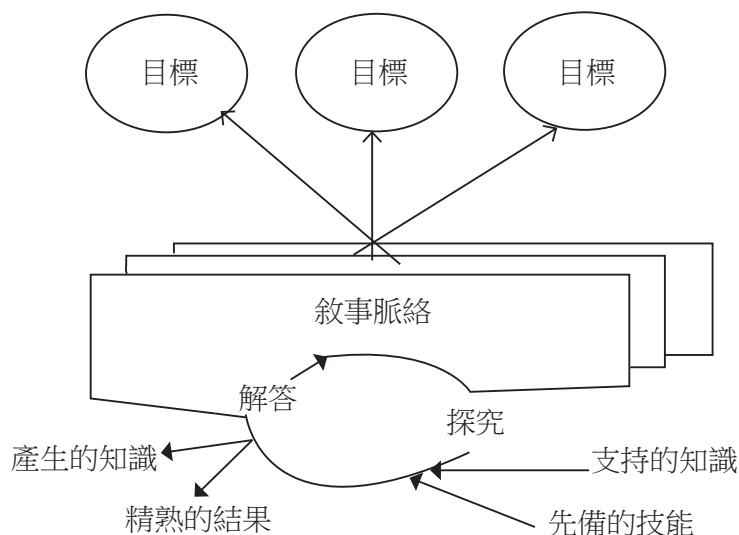 目標
目標
目標
敘事脈絡
解答
探究
產生的知識
支持的知識
精熟的結果
先備的技能